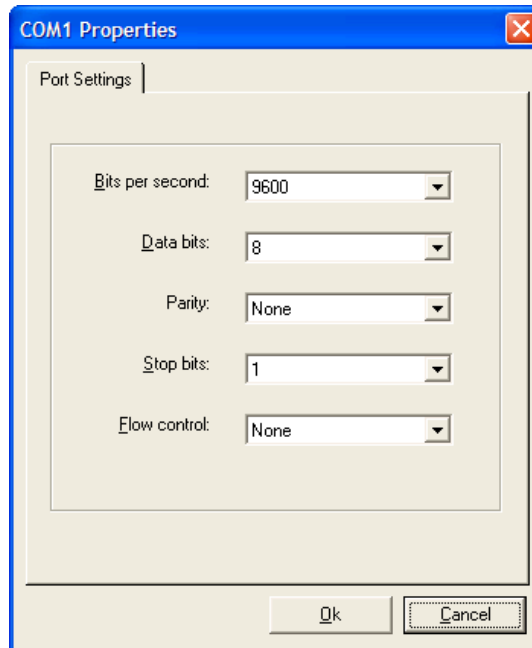 COM1 Properties
Port Settings
Bits per second: 9600
Data bits: 8
Parity: None
Stop bits: 1
Flow control: None
Ok Cancel